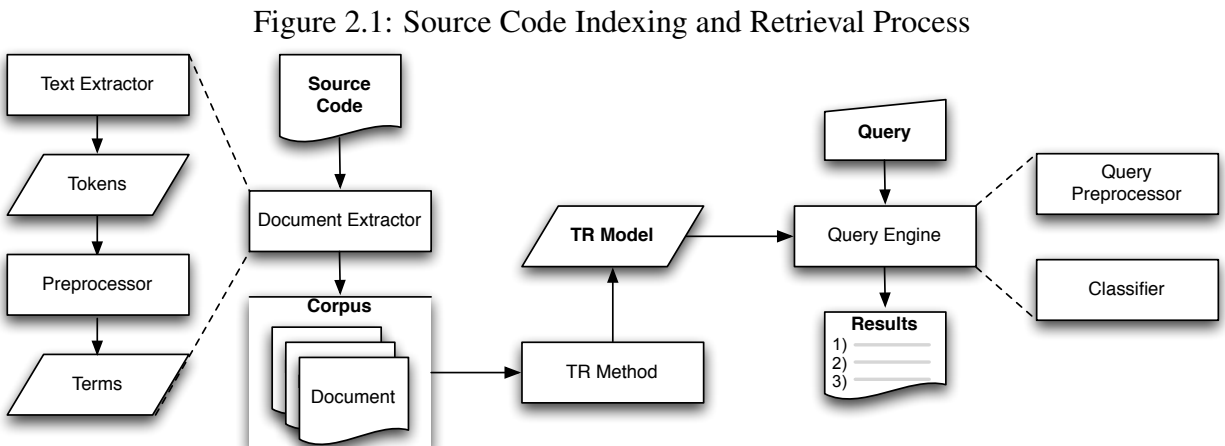 Figure 2.1: Source Code Indexing and Retrieval Process
Text Extractor
Tokens
Preprocessor
Terms
Source
Code
Document Extractor
Corpus
Document
TR Method
TR Model
Query
Query Engine
Results
1)
2)
3)
Query
Preprocessor
Classifier